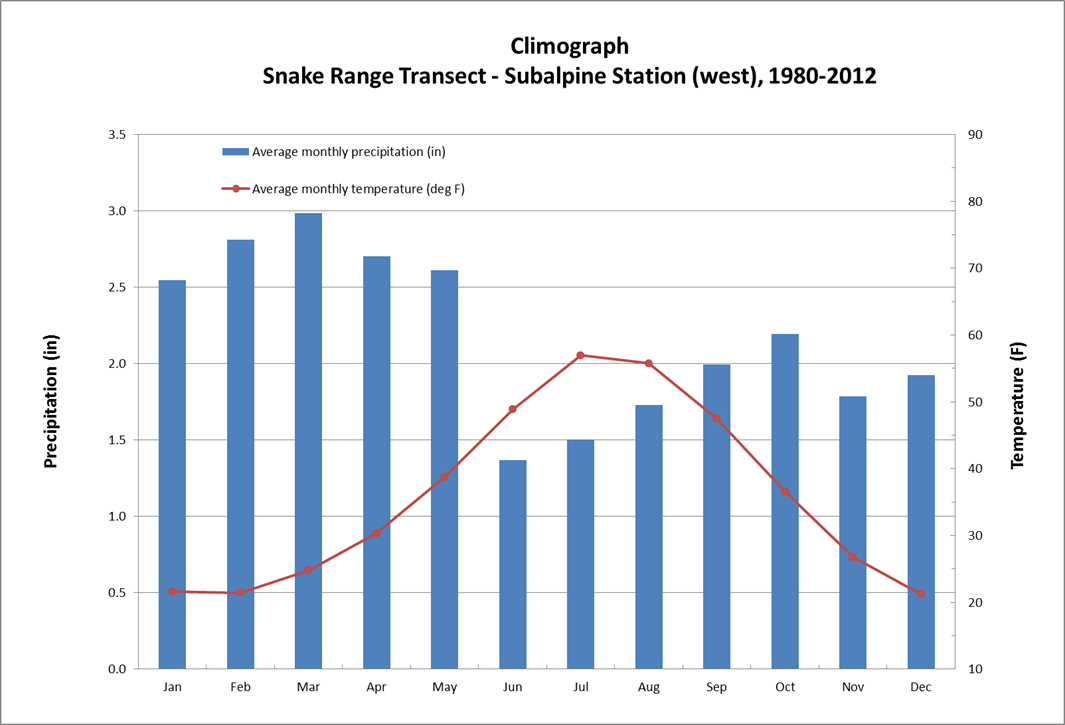 Climograph
Snake Range Transect - Subalpine Station (west), 1980-2012
Average monthly precipitation (in)
Average monthly temperature (deg F)
Precipitation (in)
3.5
3.0
2.5
2.0
1.5
1.0
0.5
0.0
90
80
70
60
50
40
30
20
10
Temperature (F)
Jan Feb Mar Apr May Jun Jul Aug Sep Oct Nov Dec